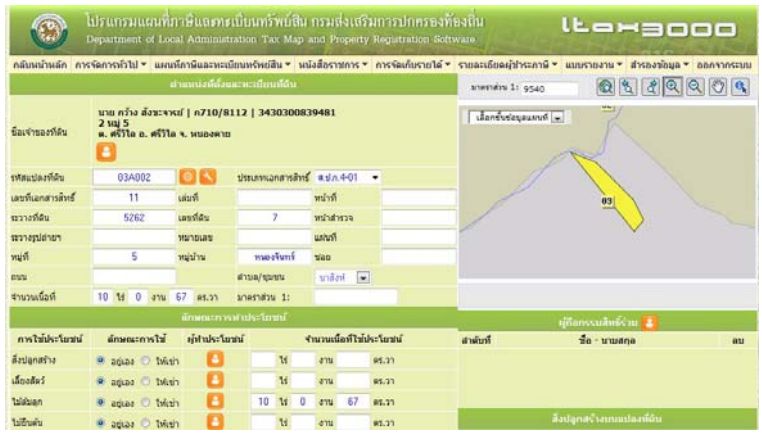 โปรแกรมแผนที่ภาษีและทะเบียนทรัพย์สิน กรมส่งเสริมการปกครองท้องถิ่น
Department of Local Administration Tax Map and Property Registration Software
ltax3000
กลับหน้าหลัก การจัดการทั่วไป แผนที่ภาษีและทะเบียนทรัพย์สิน หนังสือราชการ การจัดเก็บรายได้ รายละเอียดผู้ชำระภาษี แบบรายงาน สำรองข้อมูล ออกจากระบบ
ตำแหน่งที่ตั้งและทะเบียนที่ดิน
มาตราส่วน 1: 9540
เลือกชั้นข้อมูลแผนที่
ชื่อเจ้าของที่ดิน
นาย กว้าง สังขะจารย์ | ก710/8112 | 3430300839481
2 หมู่ 5
ต. ศรีวิไล อ. ศรีวิไล จ. หนองคาย
03
รหัสแปลงที่ดิน 03A002 ประเภทเอกสารสิทธิ์ ส.ป.ก.4-01
เลขที่เอกสารสิทธิ์ 11 เล่มที่ หน้าที่
ระวางที่ดิน 5262 เลขที่ดิน 7 หน้าสำรวจ
ระวางรูปถ่ายฯ หมายเลข แผ่นที่
หมู่ที่ 5 หมู่บ้าน หนองจันทร์ ซอย
ถนน ตำบล/ชุมชน นาสิงห์
จำนวนเนื้อที่ 10 ไร่ 0 งาน 67 ตร.วา มาตราส่วน 1:
ลักษณะการทำประโยชน์
ผู้ถือกรรมสิทธิ์ร่วม
การใช้ประโยชน์ ลักษณะการใช้ ผู้ทำประโยชน์ จำนวนเนื้อที่ใช้ประโยชน์
ลำดับที่ ชื่อ - นามสกุล ลบ
สิ่งปลูกสร้าง อยู่เอง ให้เช่า ไร่ งาน ตร.วา
เลี้ยงสัตว์ อยู่เอง ให้เช่า ไร่ งาน ตร.วา
ไม้ล้มลุก อยู่เอง ให้เช่า 10 ไร่ 0 งาน 67 ตร.วา
ไม้ยืนต้น อยู่เอง ให้เช่า ไร่ งาน ตร.วา
สิ่งปลูกสร้างบนแปลงที่ดิน